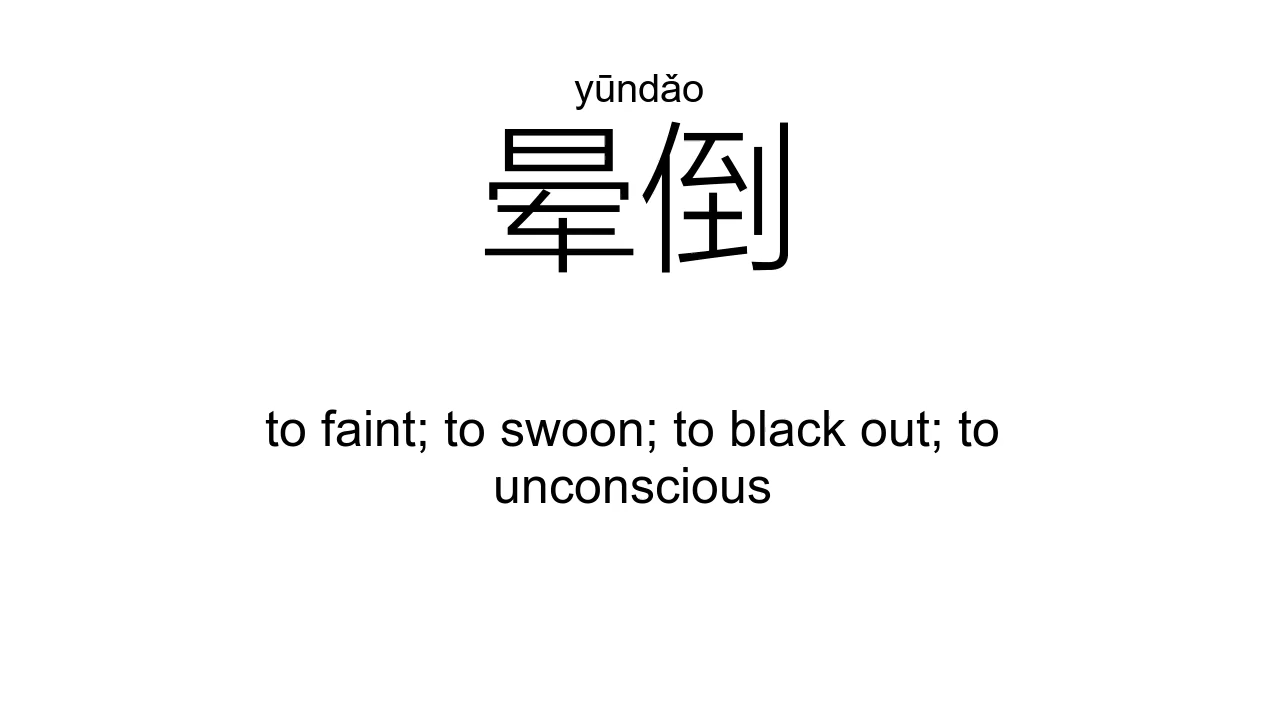 yūndǎo
晕倒
to faint; to swoon; to black out; to
unconscious